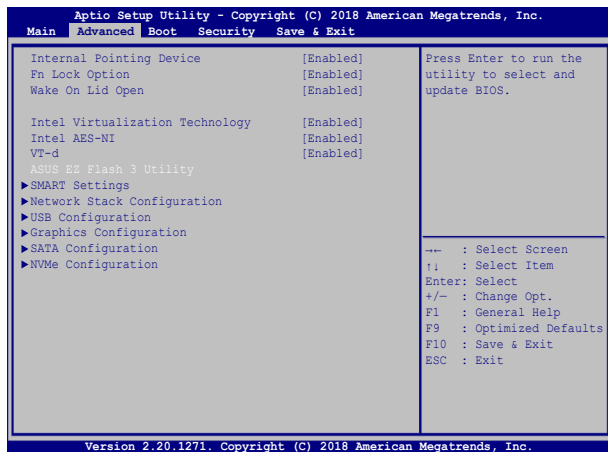 Aptio Setup Utility - Copyright (C) 2018 American Megatrends, Inc.
Main Advanced Boot Security Save & Exit
Internal Pointing Device [Enabled]
Fn Lock Option [Enabled]
Wake On Lid Open [Enabled]
Intel Virtualization Technology [Enabled]
Intel AES-NI [Enabled]
VT-d [Enabled]
ASUS EZ Flash 3 Utility
▶SMART Settings
▶Network Stack Configuration
▶USB Configuration
▶Graphics Configuration
▶SATA Configuration
▶NVMe Configuration
Press Enter to run the
utility to select and
update BIOS.
→← : Select Screen
↑↓ : Select Item
Enter: Select
+/— : Change Opt.
F1 : General Help
F9 : Optimized Defaults
F10 : Save & Exit
ESC : Exit
Version 2.20.1271. Copyright (C) 2018 American Megatrends, Inc.